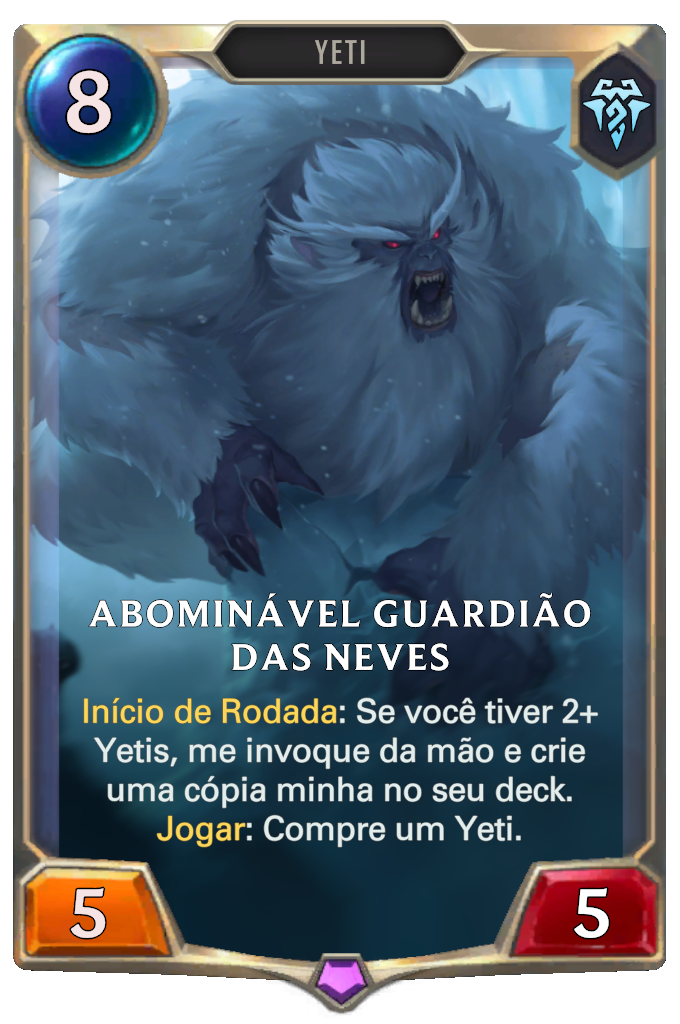 YETI
8
ABOMINÁVEL GUARDIÃO
DAS NEVES
Início de Rodada: Se você tiver 2+
Yetis, me invoque da mão e crie
uma cópia minha no seu deck.
Jogar: Compre um Yeti.
5
5